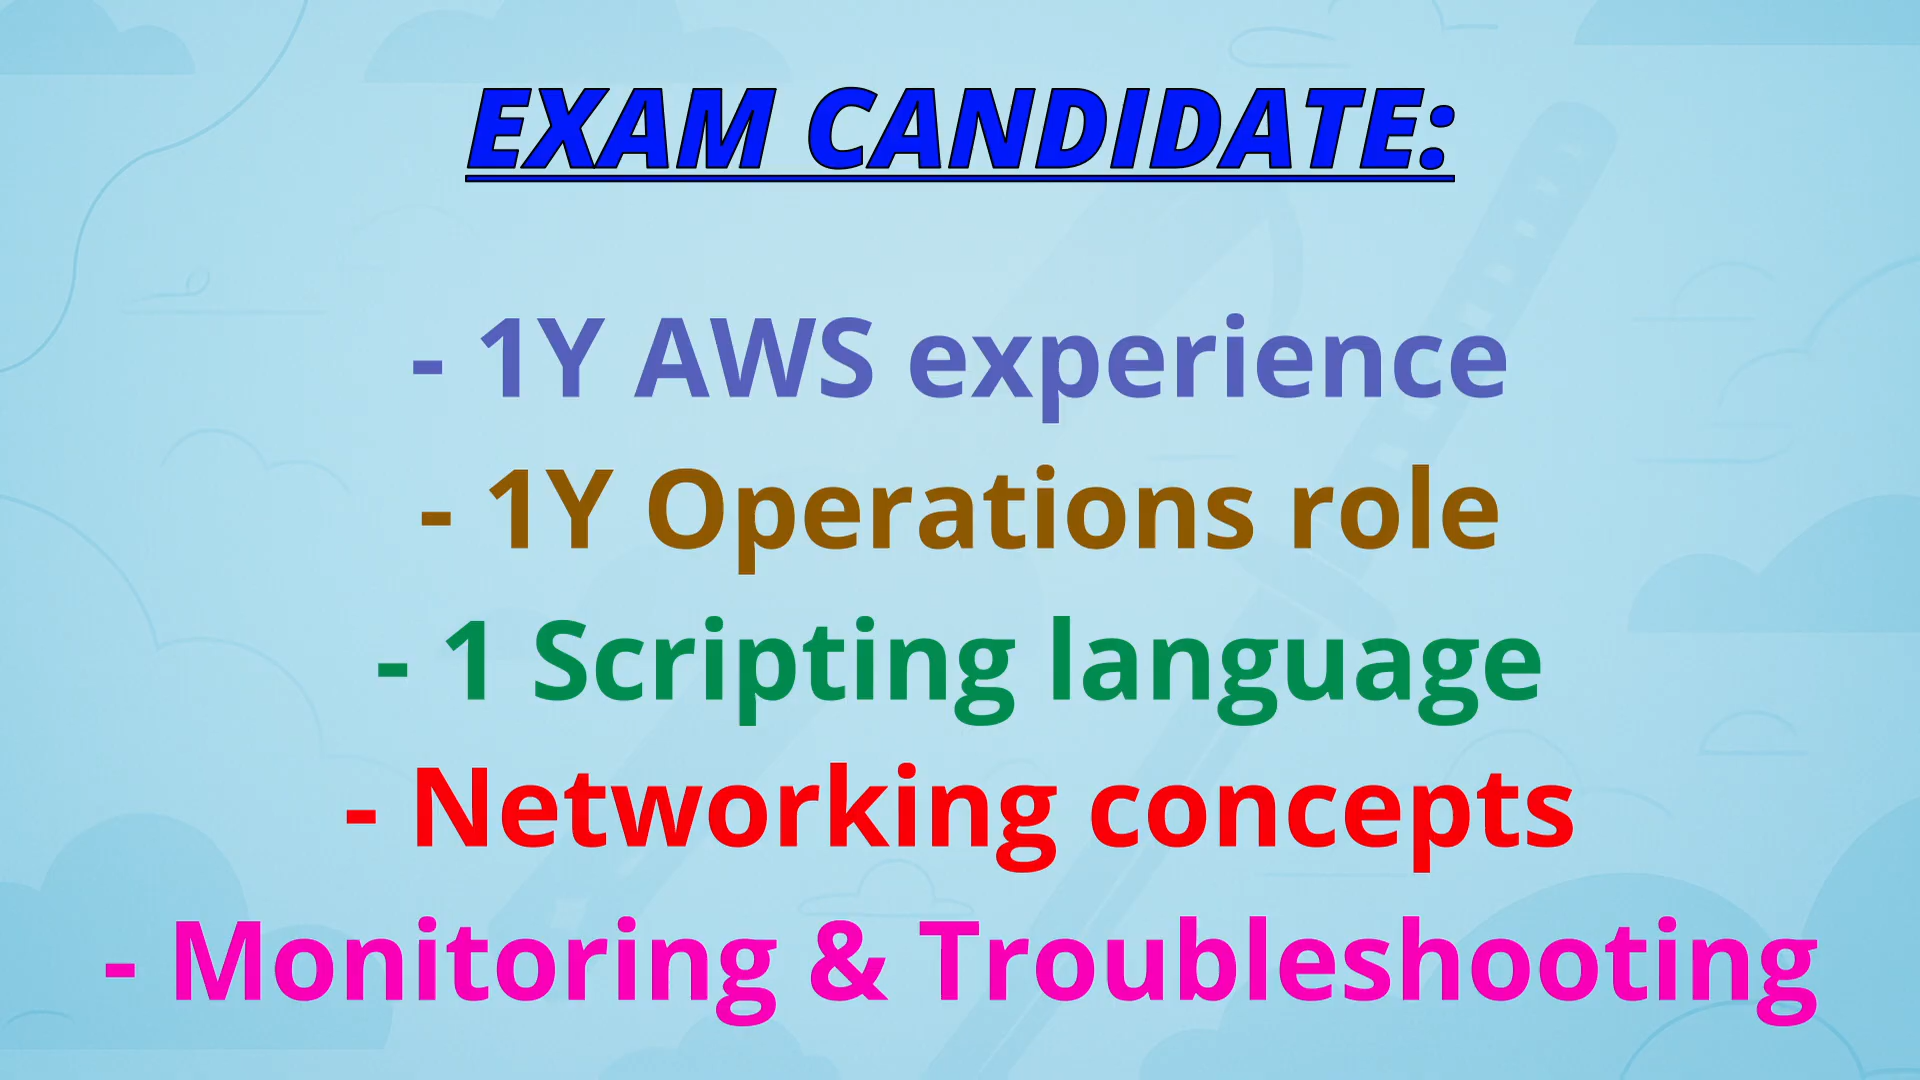 EXAM CANDIDATE:
- 1Y AWS experience
- 1Y Operations role
- 1 Scripting language
- Networking concepts
- Monitoring & Troubleshooting